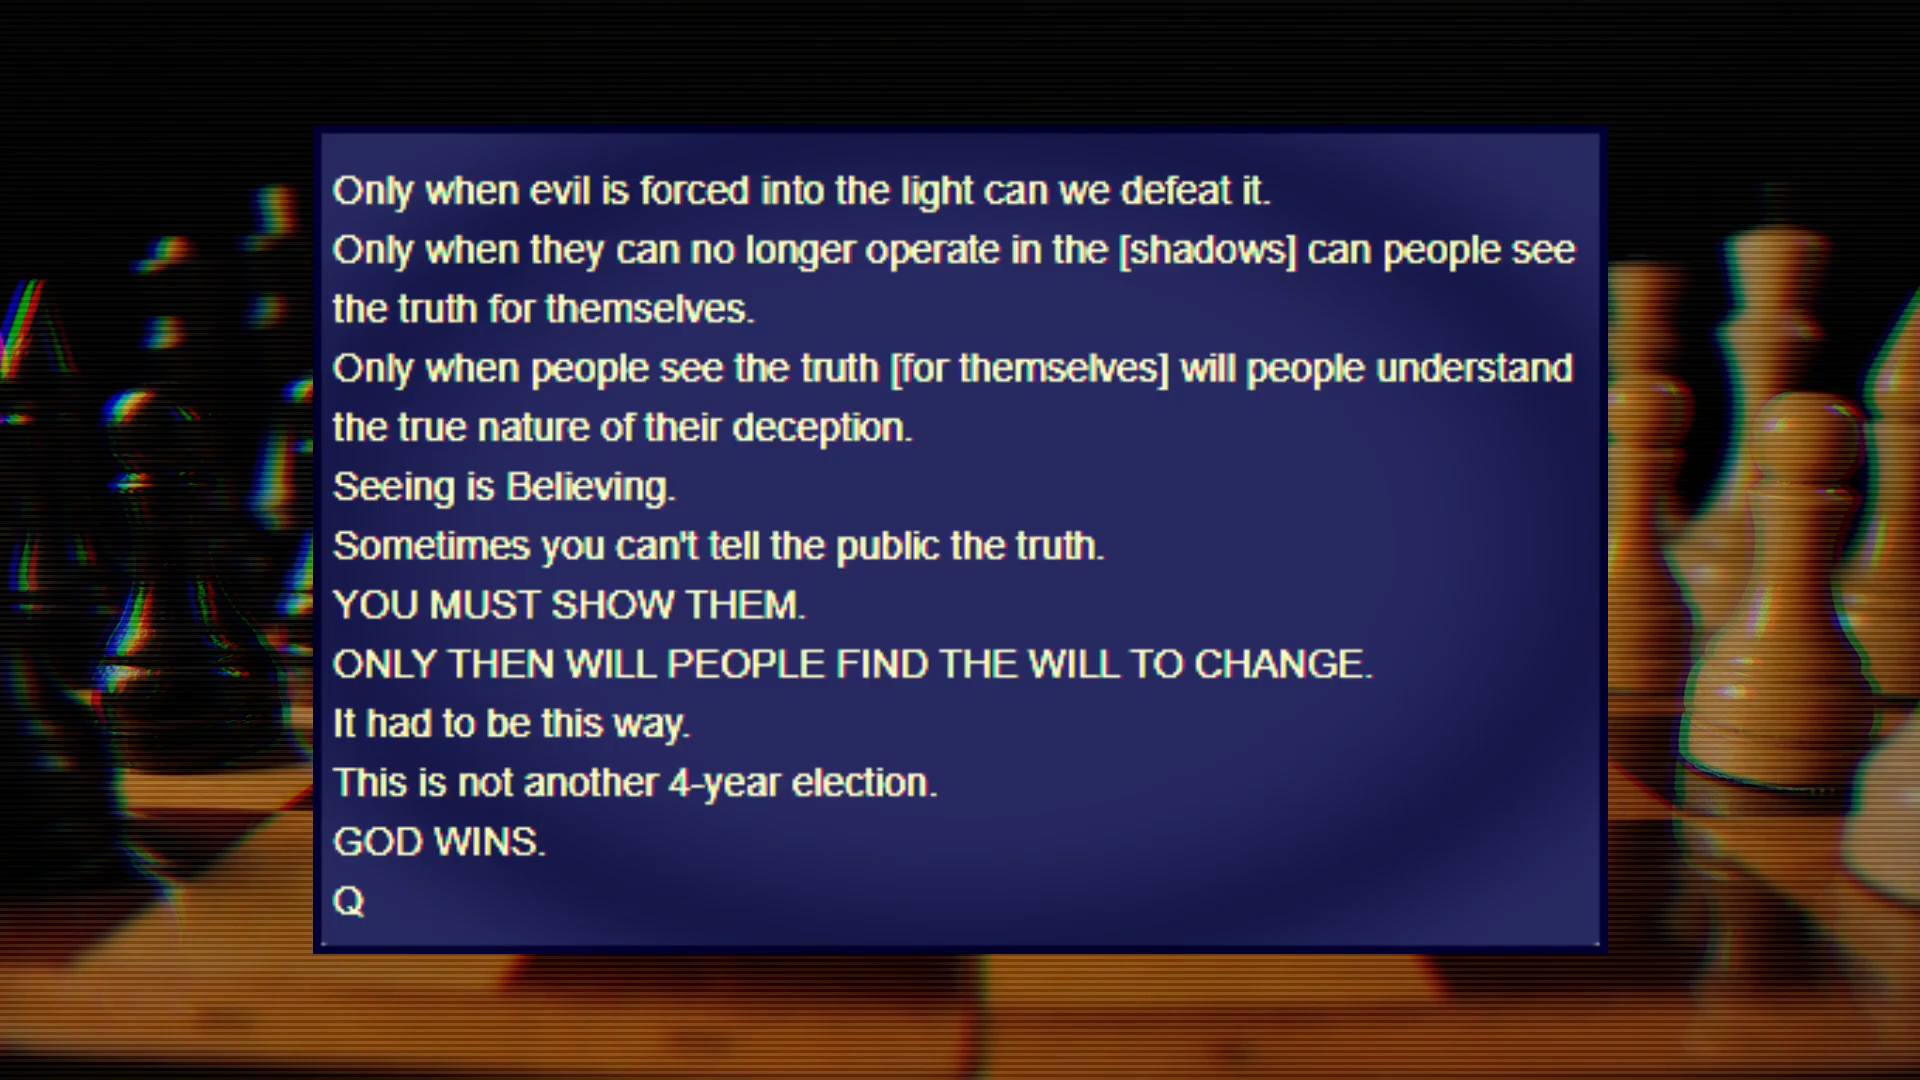 Only when evil is forced into the light can we defeat it.
Only when they can no longer operate in the [shadows] can people see
the truth for themselves.
Only when people see the truth [for themselves] will people understand
the true nature of their deception.
Seeing is Believing.
Sometimes you can't tell the public the truth.
YOU MUST SHOW THEM.
ONLY THEN WILL PEOPLE FIND THE WILL TO CHANGE.
It had to be this way.
This is not another 4-year election.
GOD WINS.
Q